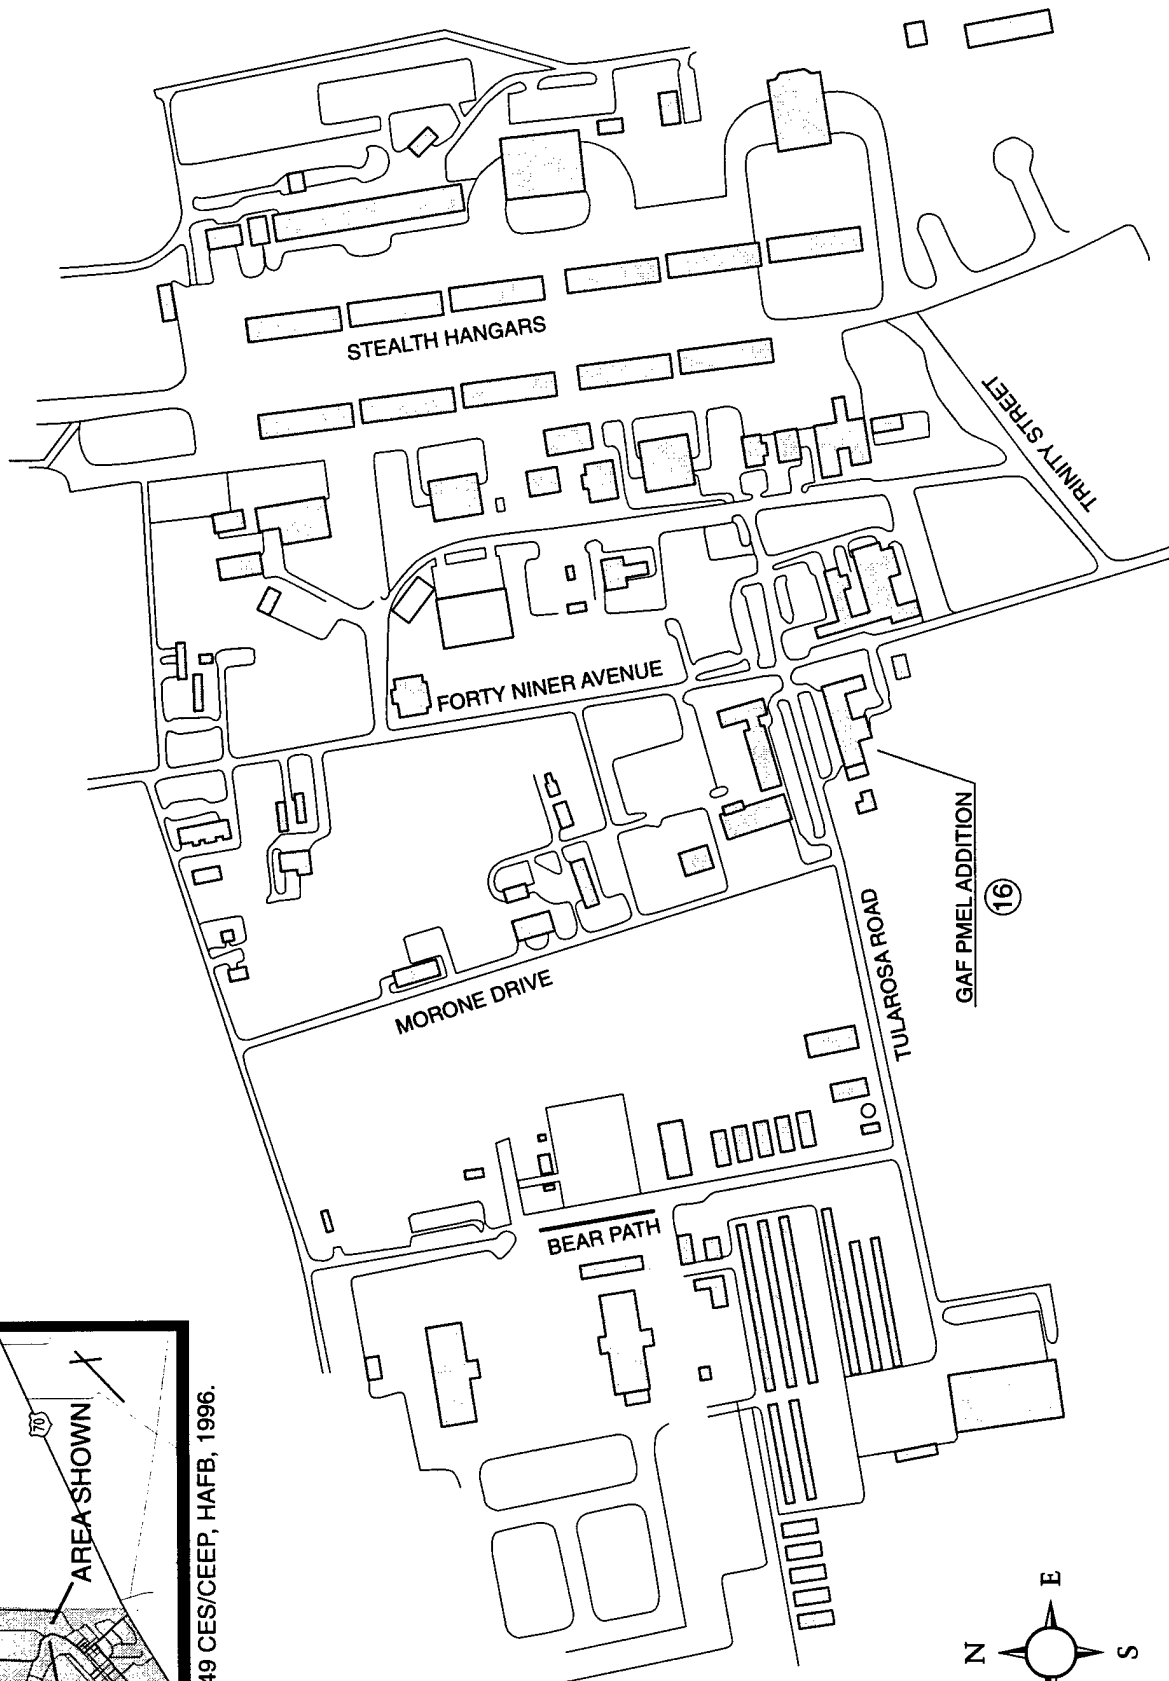 STEALTH HANGARS
TRINITY STREET
FORTY NINER AVENUE
MORONE DRIVE
TULAROSA ROAD
GAF PMEL ADDITION
16
BEAR PATH
70
AREA SHOWN
49 CES/CEEP, HAFB, 1996.
N
E
S